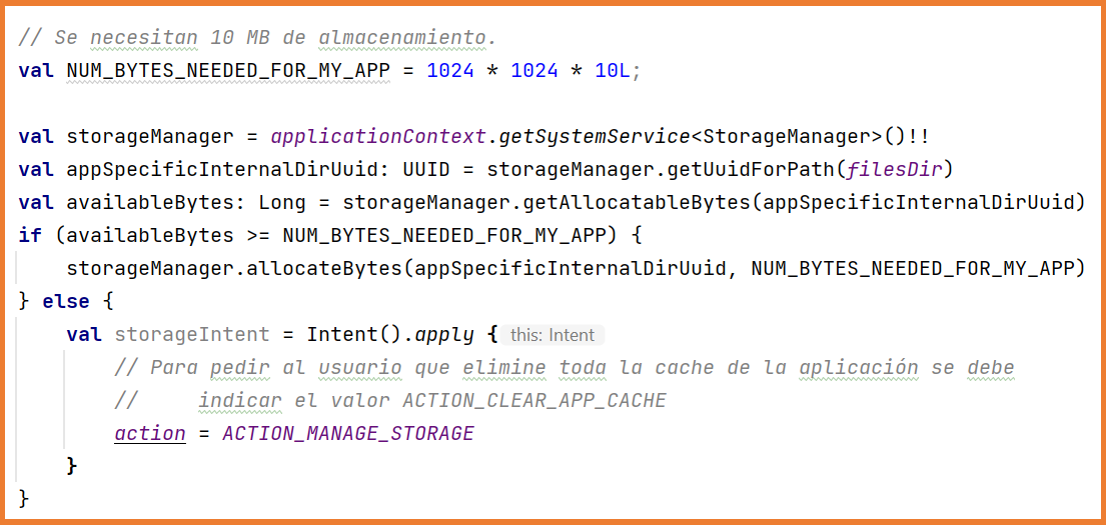 // Se necesitan 10 MB de almacenamiento.
val NUM_BYTES_NEEDED_FOR_MY_APP = 1024 * 1024 * 10L;
val storageManager = applicationContext.getSystemService<StorageManager>()!!
val appSpecificInternalDirUuid: UUID = storageManager.getUuidForPath(filesDir)
val availableBytes: Long = storageManager.getAllocatableBytes(appSpecificInternalDirUuid)
if (availableBytes >= NUM_BYTES_NEEDED_FOR_MY_APP) {
    storageManager.allocateBytes(appSpecificInternalDirUuid, NUM_BYTES_NEEDED_FOR_MY_APP)
} else {
    val storageIntent = Intent().apply { this: Intent
        // Para pedir al usuario que elimine toda la cache de la aplicación se debe
        //     indicar el valor ACTION_CLEAR_APP_CACHE
        action = ACTION_MANAGE_STORAGE
    }
}